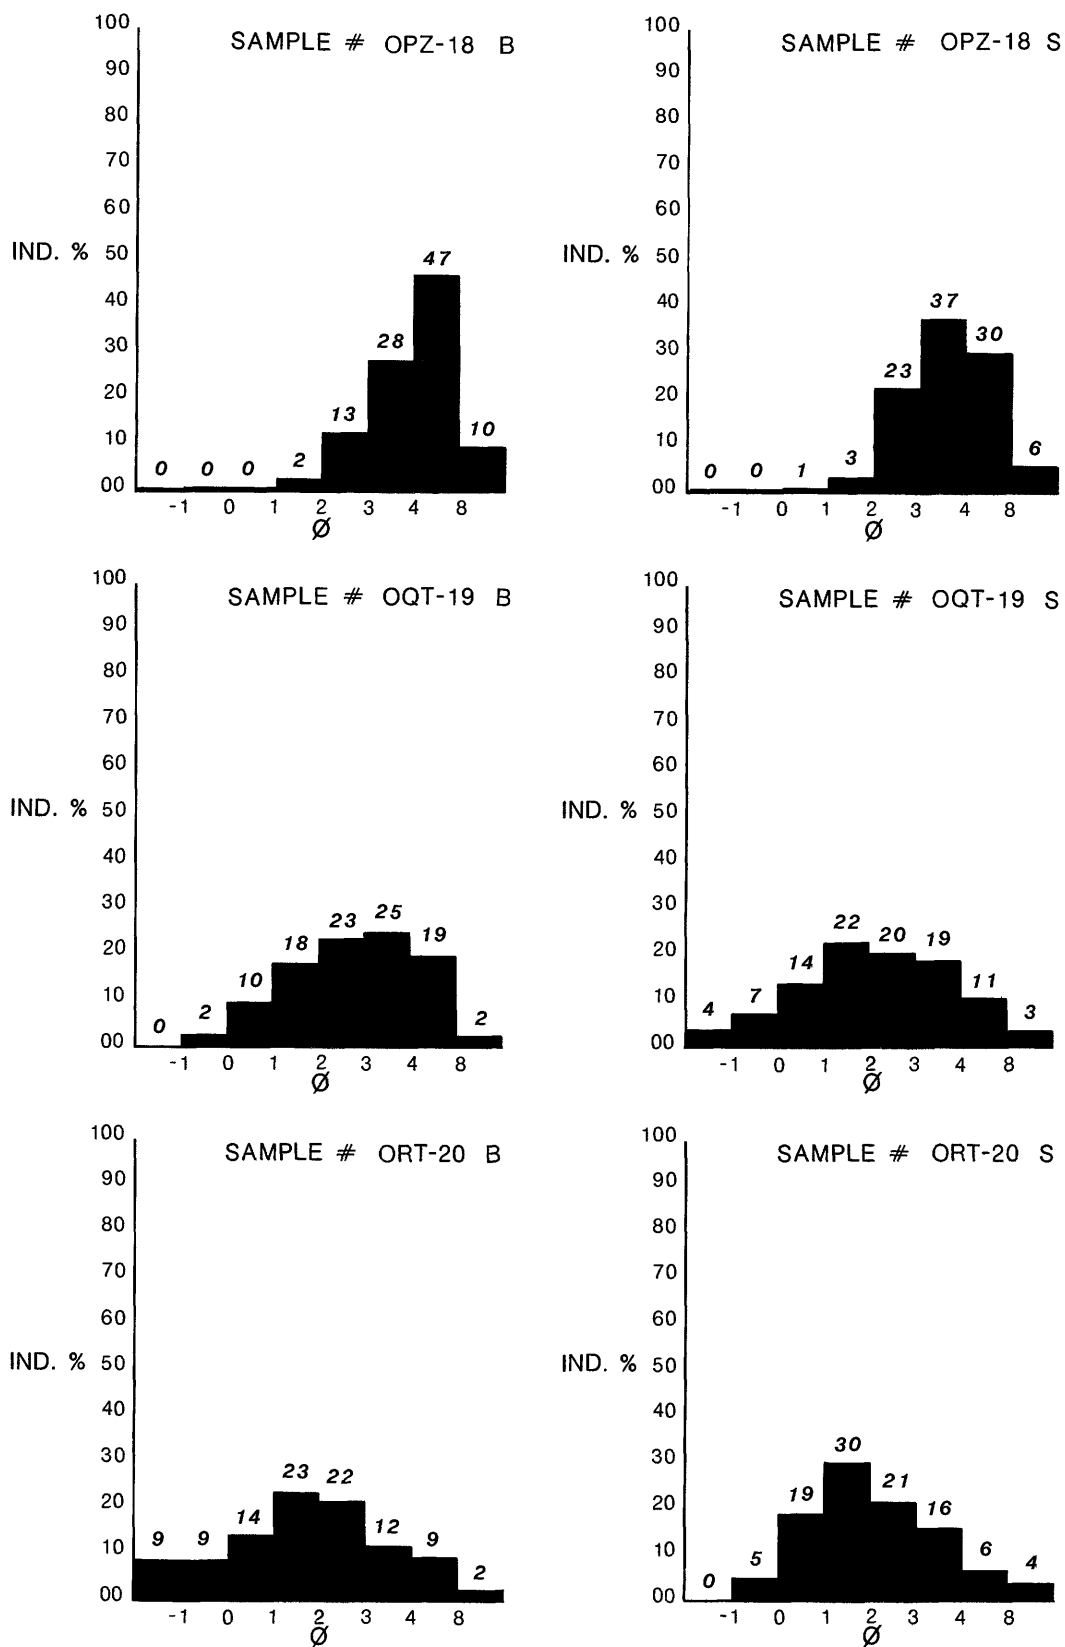 SAMPLE # OPZ-18 B
100
90
80
70
60
IND. % 50
40
30
20
10
00
0 0 0 2 13 28 47 10
-1 0 1 2 3 4 8
Ø
SAMPLE # OPZ-18 S
100
90
80
70
60
IND. % 50
40
30
20
10
00
0 0 1 3 23 37 30 6
-1 0 1 2 3 4 8
Ø
SAMPLE # OQT-19 B
100
90
80
70
60
IND. % 50
40
30
20
10
00
0 2 10 18 23 25 19 2
-1 0 1 2 3 4 8
Ø
SAMPLE # OQT-19 S
100
90
80
70
60
IND. % 50
40
30
20
10
00
4 7 14 22 20 19 11 3
-1 0 1 2 3 4 8
Ø
SAMPLE # ORT-20 B
100
90
80
70
60
IND. % 50
40
30
20
10
00
9 9 14 23 22 12 9 2
-1 0 1 2 3 4 8
Ø
SAMPLE # ORT-20 S
100
90
80
70
60
IND. % 50
40
30
20
10
00
0 5 19 30 21 16 6 4
-1 0 1 2 3 4 8
Ø